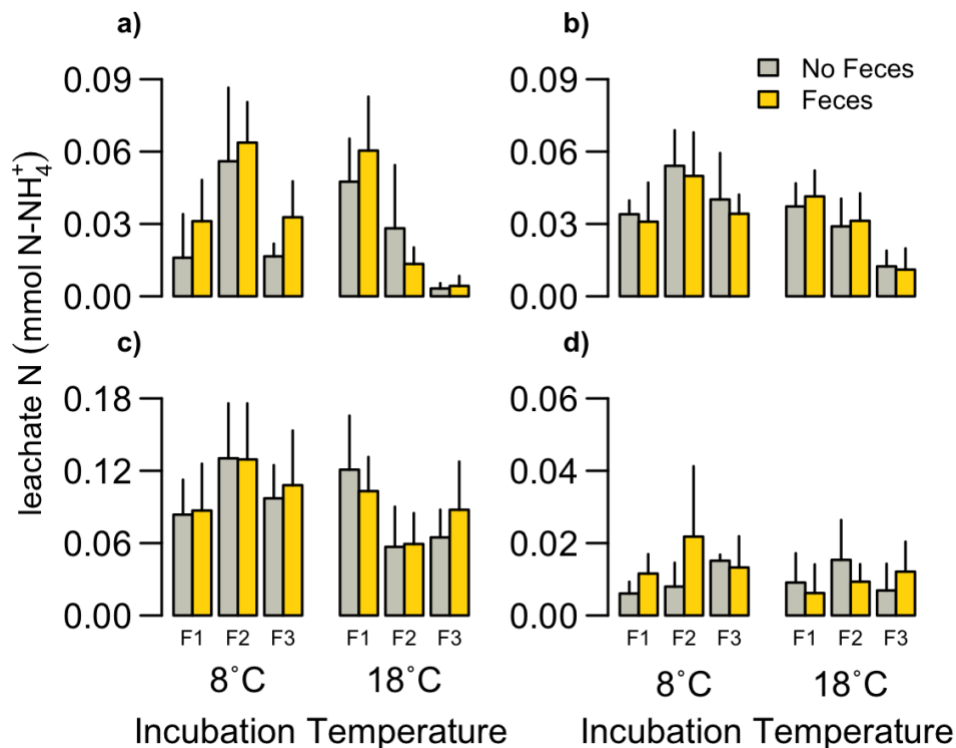 a)
b)
No Feces
Feces
0.09
0.06
0.03
0.00
0.09
0.06
0.03
0.00
leachate N (mmol N-NH₄⁺)
c)
d)
0.18
0.12
0.06
0.00
0.06
0.04
0.02
0.00
F1 F2 F3 F1 F2 F3 F1 F2 F3 F1 F2 F3
8°C 18°C 8°C 18°C
Incubation Temperature Incubation Temperature